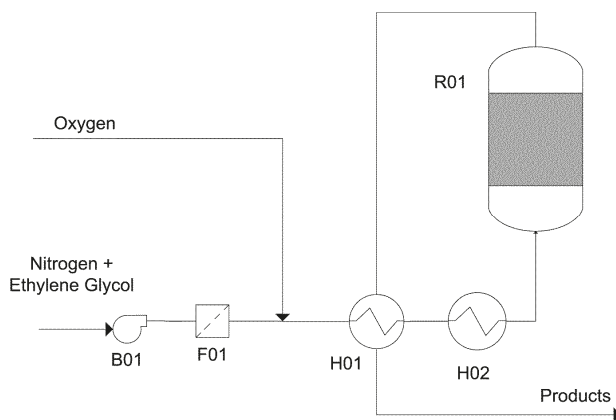 R01
Oxygen
Nitrogen +
Ethylene Glycol
B01
F01
H01
H02
Products